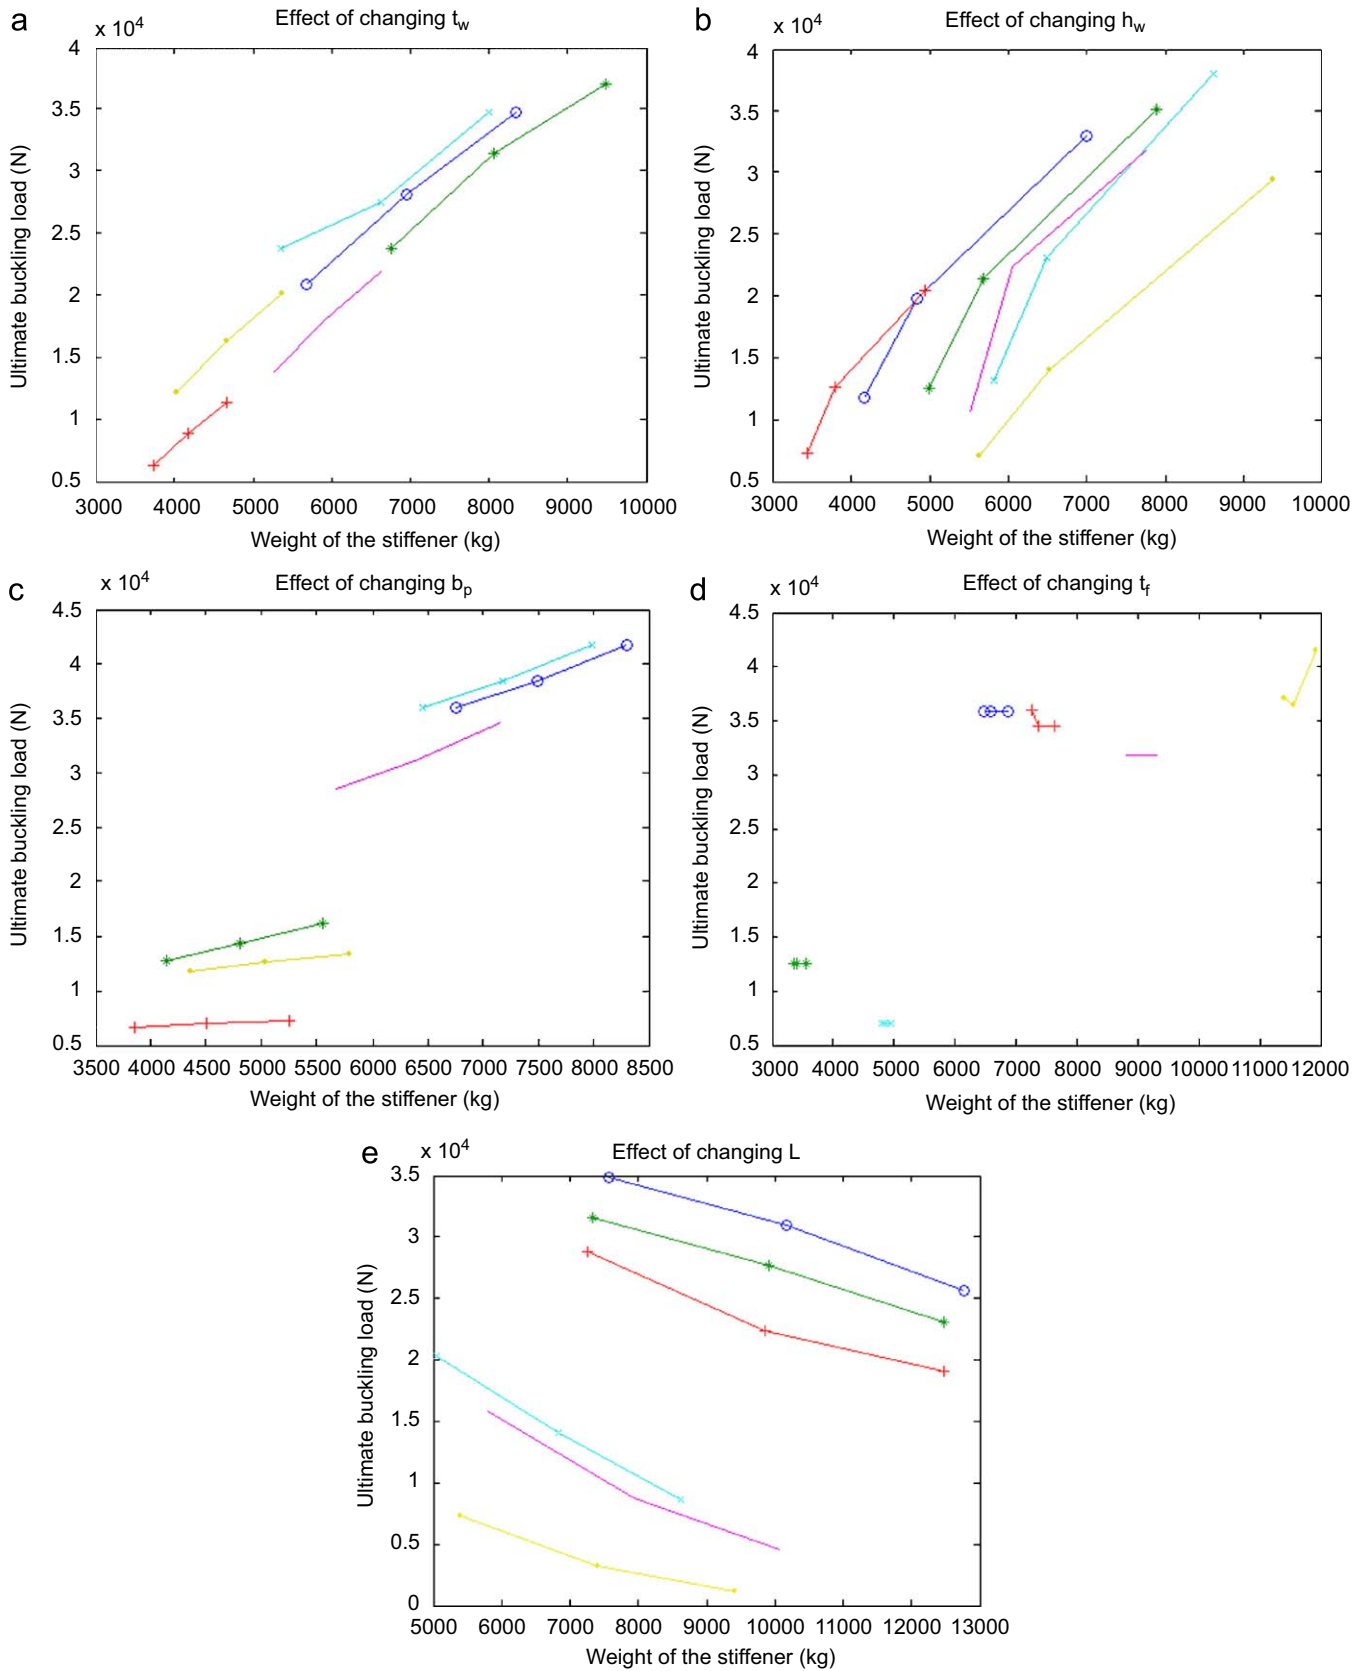 a
x 10⁴
Effect of changing t_w
4
3.5
3
2.5
2
1.5
1
0.5
3000 4000 5000 6000 7000 8000 9000 10000
Ultimate buckling load (N)
Weight of the stiffener (kg)
b
x 10⁴
Effect of changing h_w
4
3.5
3
2.5
2
1.5
1
0.5
3000 4000 5000 6000 7000 8000 9000 10000
Ultimate buckling load (N)
Weight of the stiffener (kg)
c
x 10⁴
Effect of changing b_p
4.5
4
3.5
3
2.5
2
1.5
1
0.5
3500 4000 4500 5000 5500 6000 6500 7000 7500 8000 8500
Ultimate buckling load (N)
Weight of the stiffener (kg)
d
x 10⁴
Effect of changing t_f
4.5
4
3.5
3
2.5
2
1.5
1
0.5
3000 4000 5000 6000 7000 8000 9000 10000 11000 12000
Ultimate buckling load (N)
Weight of the stiffener (kg)
e
x 10⁴
Effect of changing L
3.5
3
2.5
2
1.5
1
0.5
0
5000 6000 7000 8000 9000 10000 11000 12000 13000
Ultimate buckling load (N)
Weight of the stiffener (kg)